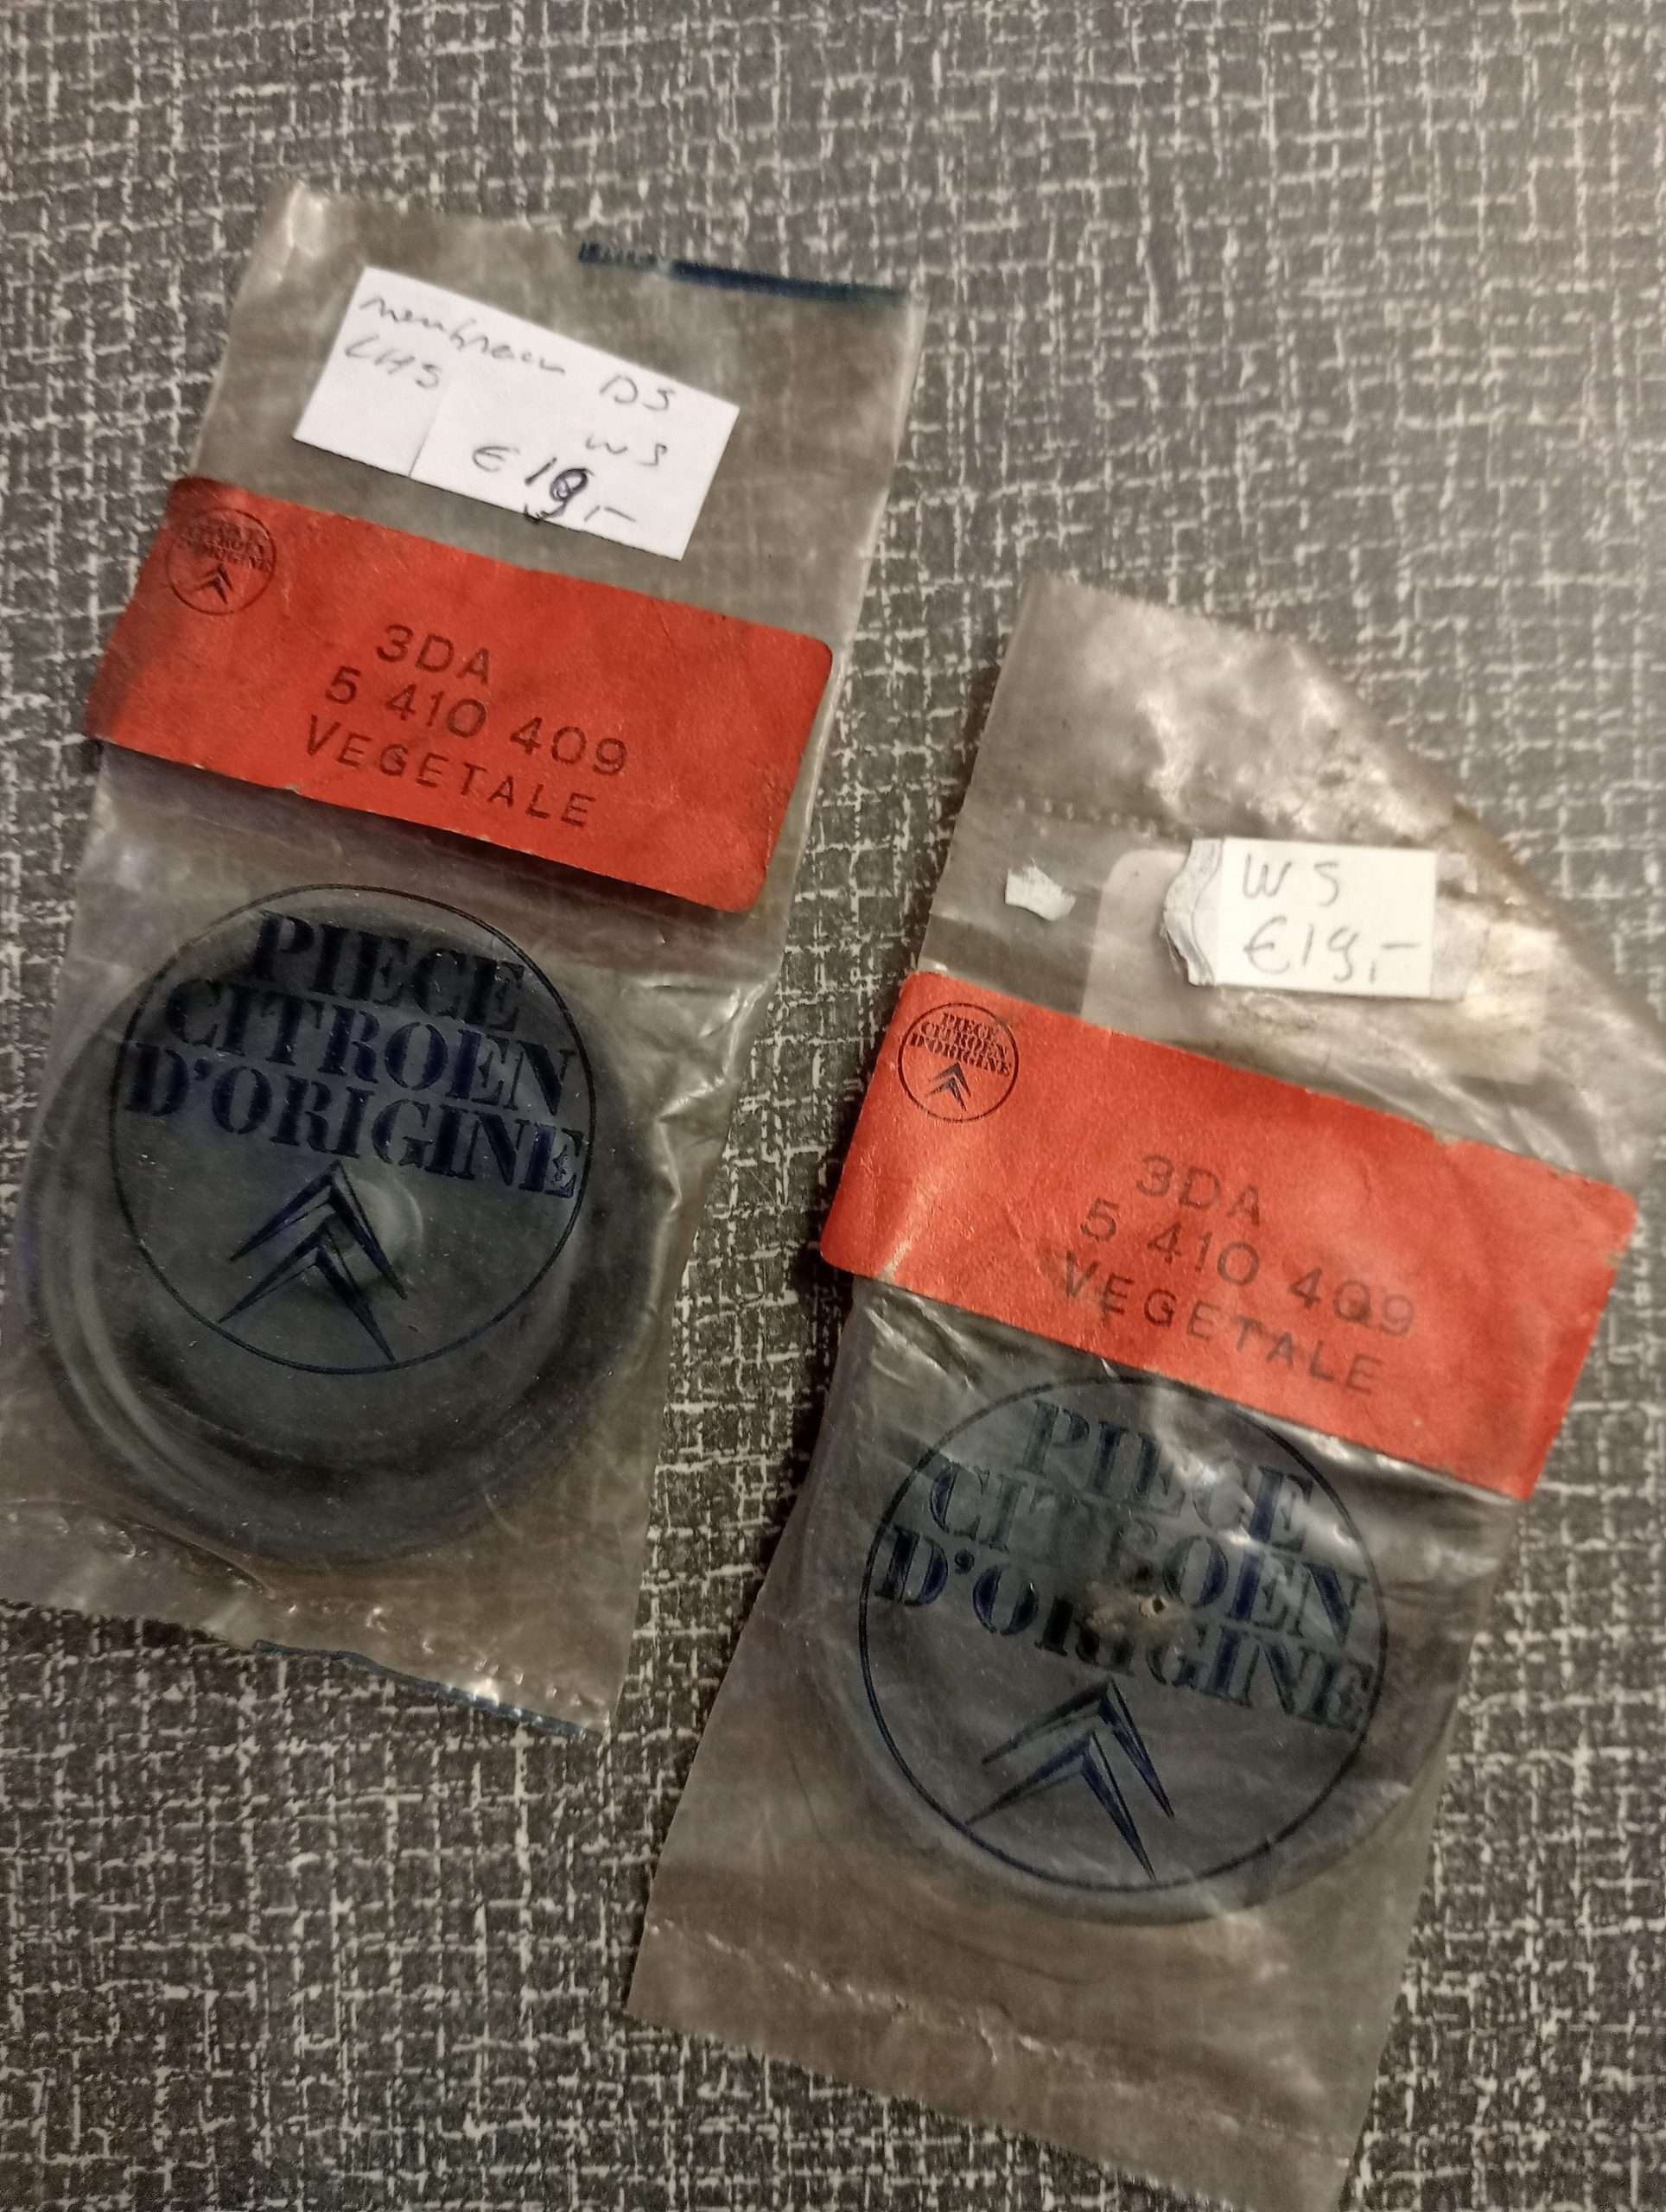 membraan DS
LHS
WS
€ 19,-
PIECE
CITROEN
D'ORIGINE
3DA
5 410 409
VEGETALE
PIECE
CITROEN
D'ORIGINE
WS
€19,-
PIECE
CITROEN
D'ORIGINE
3DA
5 410 409
VEGETALE
PIECE
CITROEN
D'ORIGINE